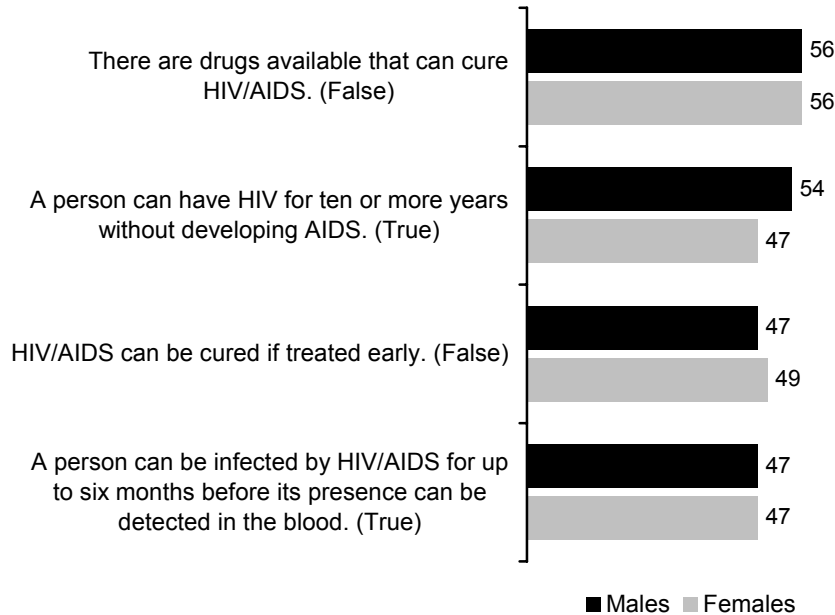 There are drugs available that can cure
HIV/AIDS. (False)
56
56
A person can have HIV for ten or more years
without developing AIDS. (True)
54
47
HIV/AIDS can be cured if treated early. (False)
47
49
A person can be infected by HIV/AIDS for up
to six months before its presence can be
detected in the blood. (True)
47
47
Males Females